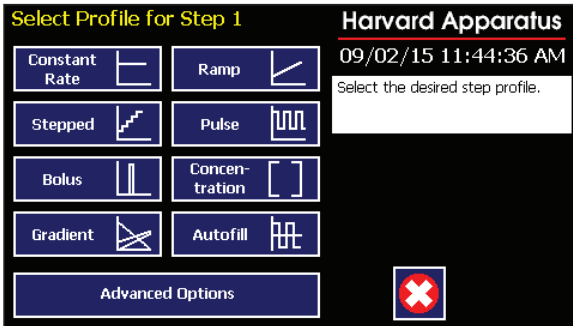 Select Profile for Step 1
Harvard Apparatus
09/02/15 11:44:36 AM
Select the desired step profile.
Constant
Rate
Ramp
Stepped
Pulse
Bolus
Concen-
tration
Gradient
Autofill
Advanced Options